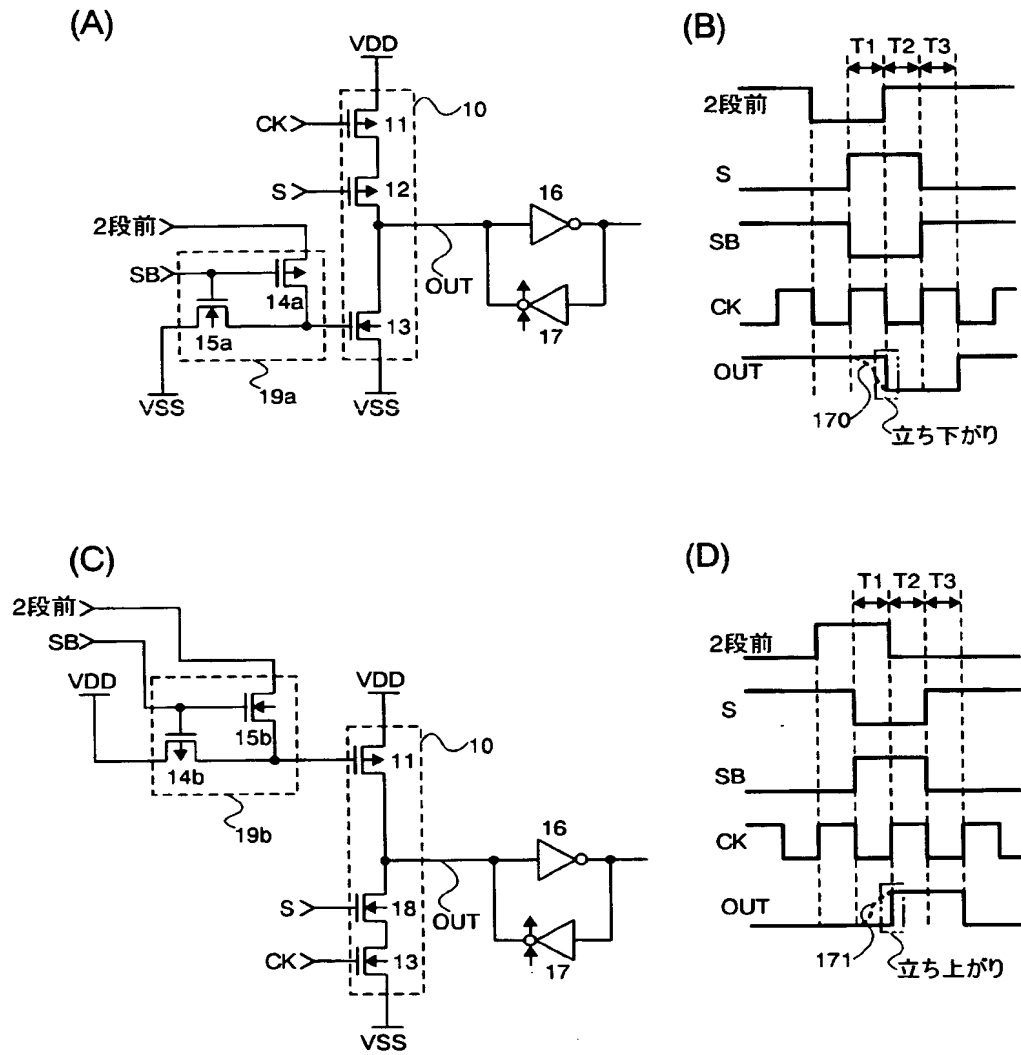 (A)
VDD
CK
11
10
S
12
16
2段前
SB
14a
OUT
13
17
15a
19a
VSS
VSS
(B)
T1 T2 T3
2段前
S
SB
CK
OUT
170
立ち下がり
(C)
2段前
SB
VDD
VDD
15b
10
14b
11
19b
16
S
18
OUT
CK
13
17
VSS
(D)
T1 T2 T3
2段前
S
SB
CK
OUT
171
立ち上がり